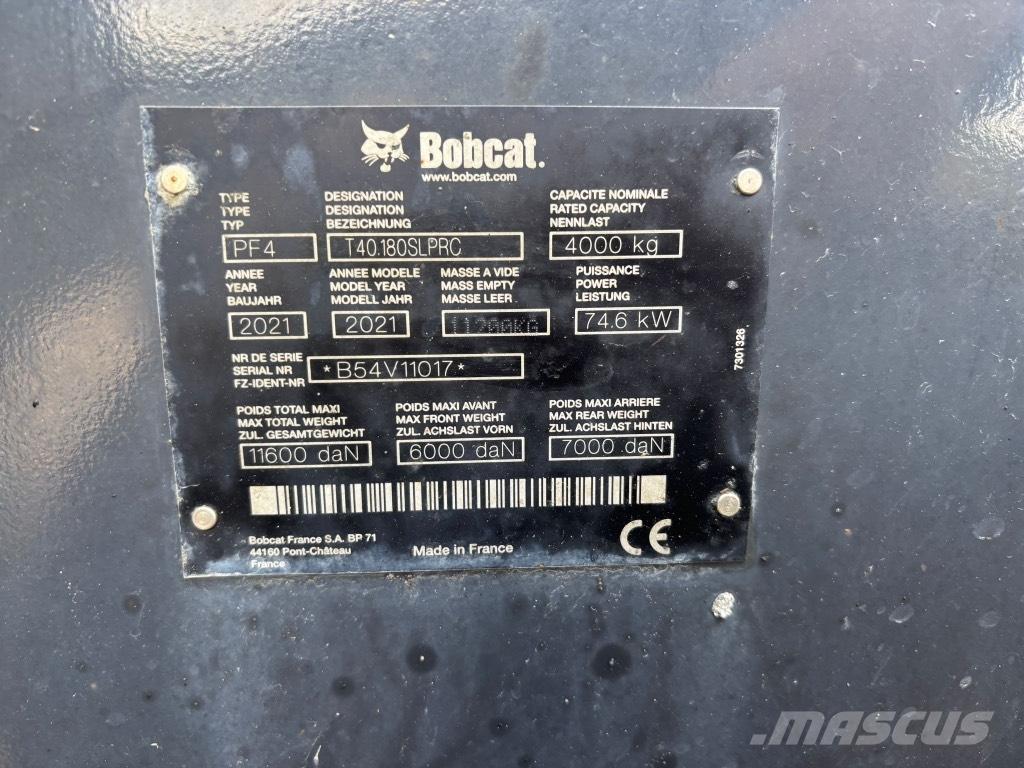 Bobcat.
www.bobcat.com
TYPE DESIGNATION CAPACITE NOMINALE
TYPE DESIGNATION RATED CAPACITY
TYP BEZEICHNUNG NENNLAST
PF4 T40.180SLPRC 4000 kg
ANNEE ANNEE MODELE MASSE A VIDE PUISSANCE
YEAR MODEL YEAR MASS EMPTY POWER
BAUJAHR MODELL JAHR MASSE LEER LEISTUNG
2021 2021 11200KG 74.6 kW
NR DE SERIE
SERIAL NR
FZ-IDENT-NR
*B54V11017*
7301326
POIDS TOTAL MAXI POIDS MAXI AVANT POIDS MAXI ARRIERE
MAX TOTAL WEIGHT MAX FRONT WEIGHT MAX REAR WEIGHT
ZUL. GESAMTGEWICHT ZUL. ACHSLAST VORN ZUL. ACHSLAST HINTEN
11600 daN 6000 daN 7000 daN
Bobcat France S.A. BP 71
44160 Pont-Château
France
Made in France
CE
MASCUS